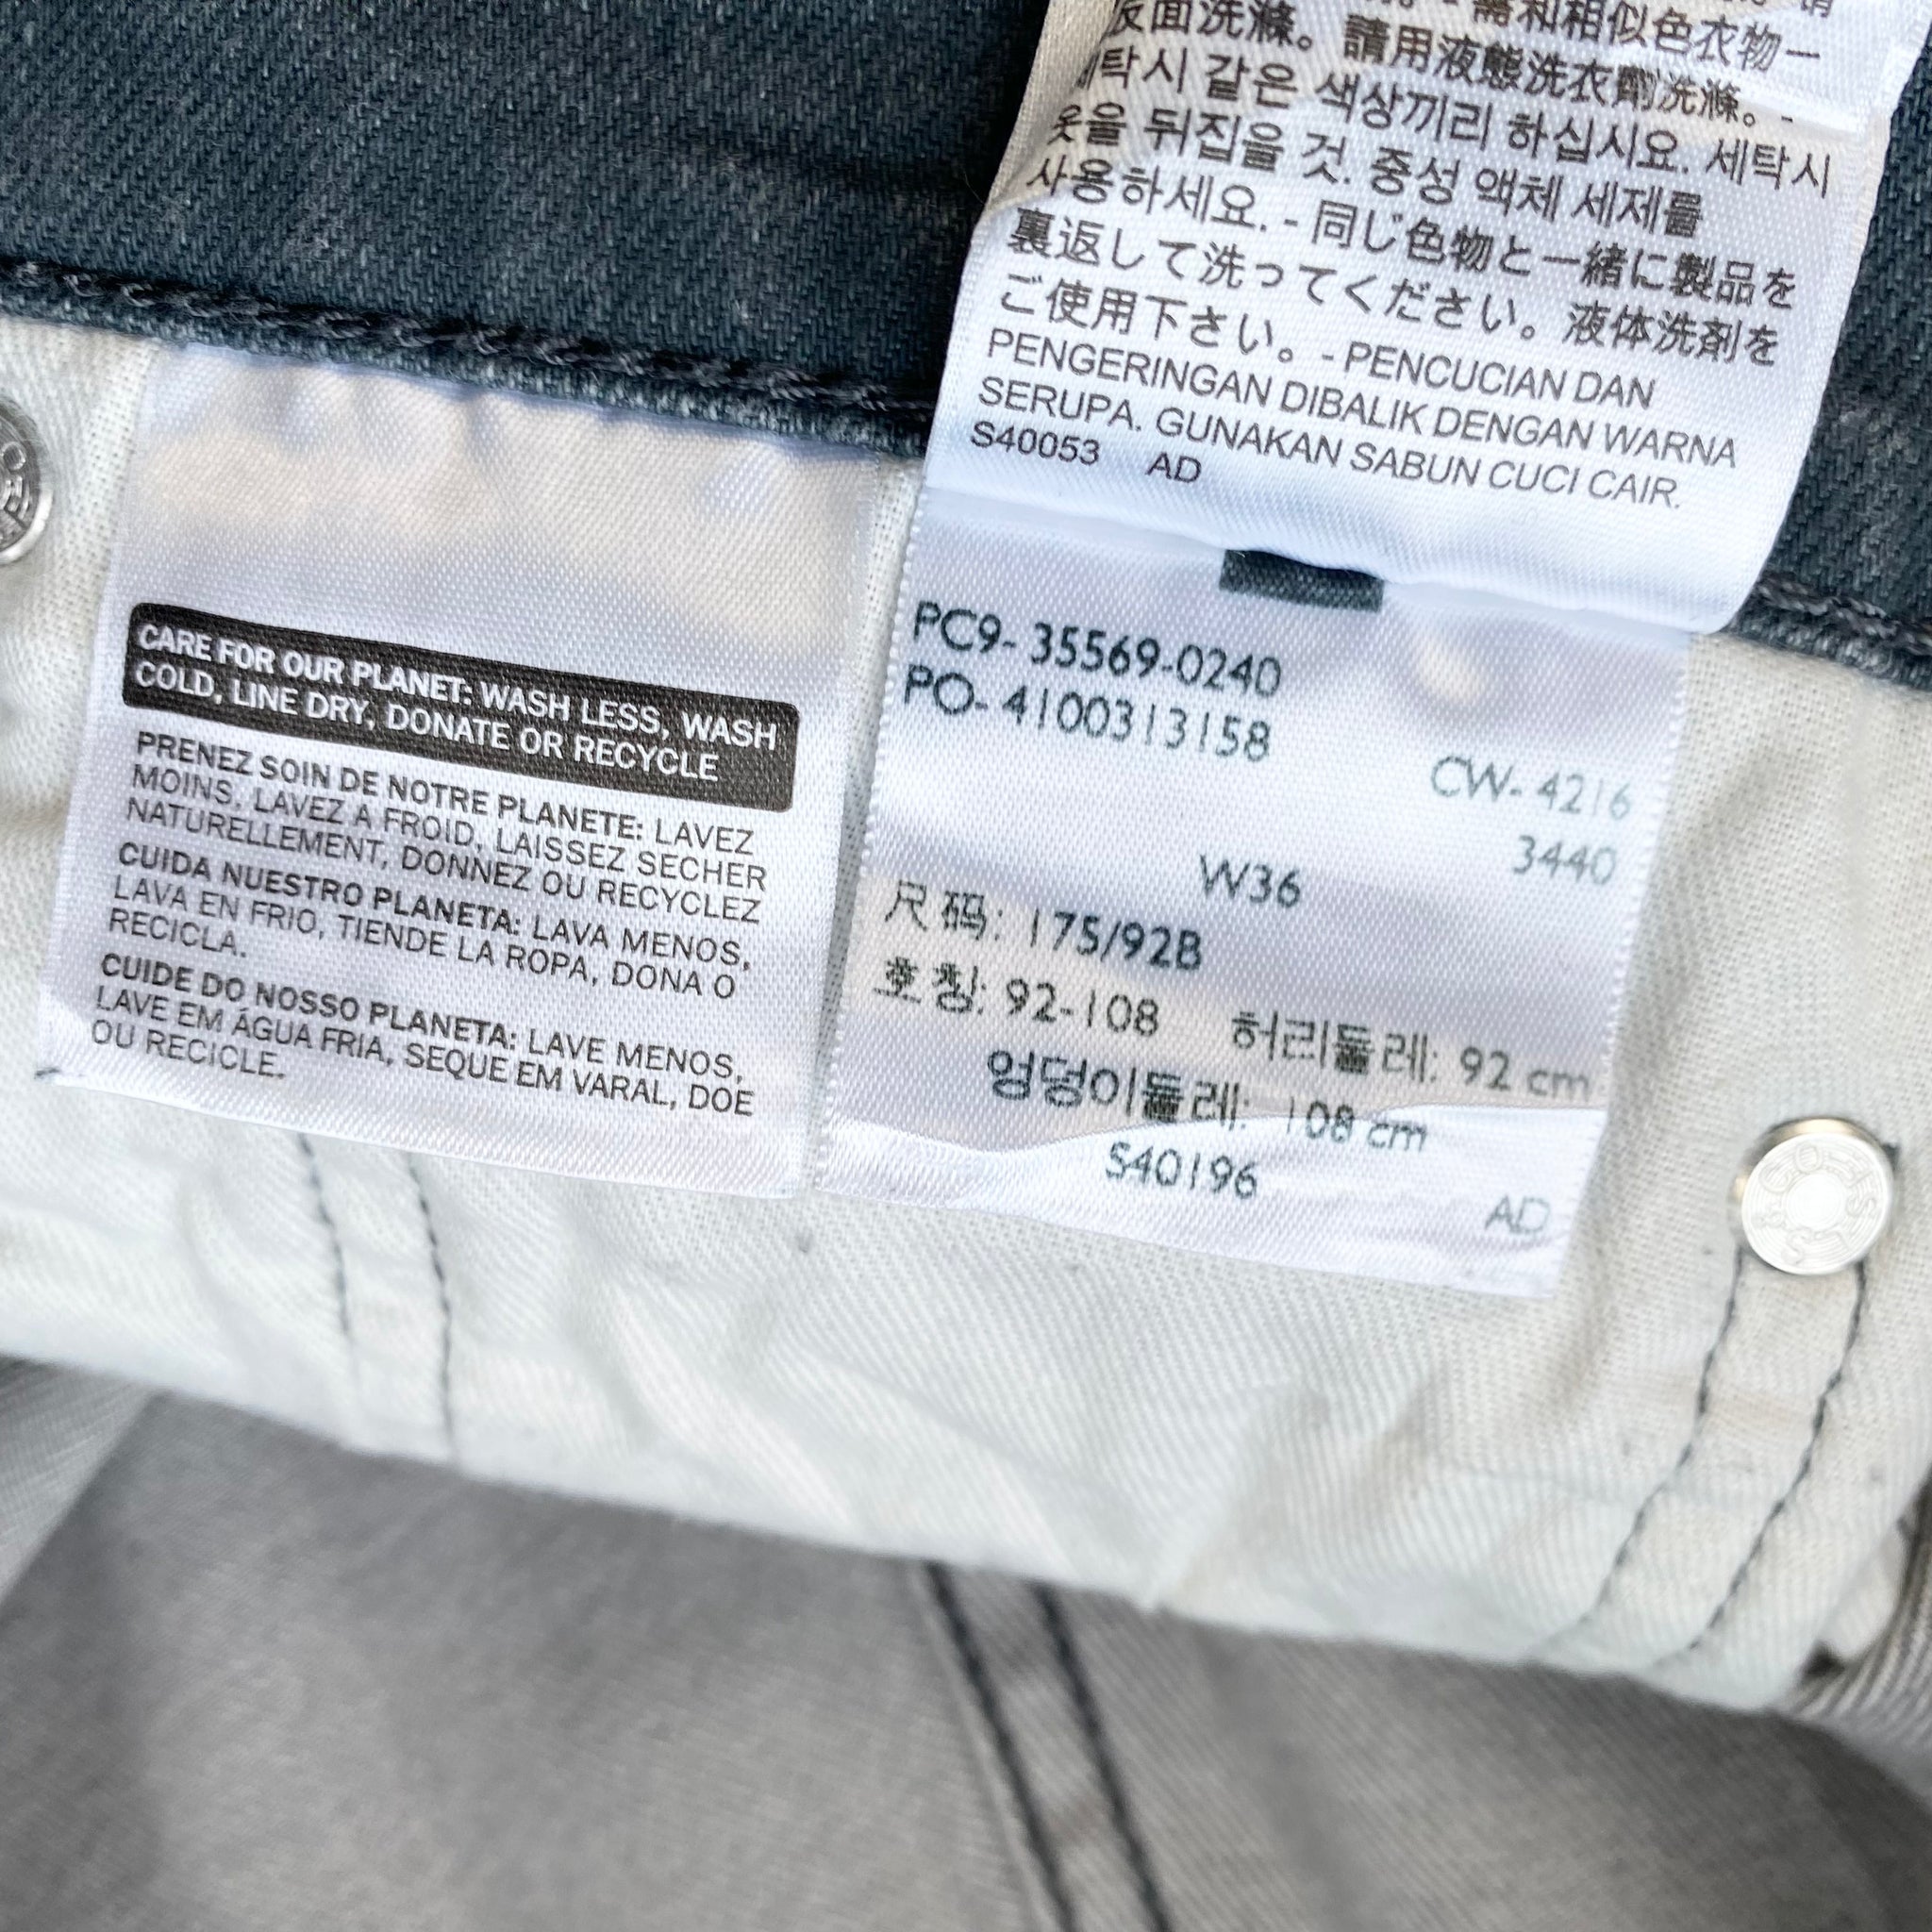 CARE FOR OUR PLANET: WASH LESS, WASH
COLD, LINE DRY, DONATE OR RECYCLE
PRENEZ SOIN DE NOTRE PLANETE: LAVEZ
MOINS, LAVEZ A FROID, LAISSEZ SECHER
NATURELLEMENT, DONNEZ OU RECYCLEZ
CUIDA NUESTRO PLANETA: LAVA MENOS,
LAVA EN FRIO, TIENDE LA ROPA, DONA O
RECICLA.
CUIDE DO NOSSO PLANETA: LAVE MENOS,
LAVE EM ÁGUA FRIA, SEQUE EM VARAL, DOE
OU RECICLE.
需和相似色衣物一
反面洗滌。請用液態洗衣劑洗滌。-
세탁시 같은 색상끼리 하십시요. 세탁시
옷을 뒤집을 것. 중성 액체 세제를
사용하세요. - 同じ色物と一緒に製品を
裏返して洗ってください。液体洗剤を
ご使用下さい。- PENCUCIAN DAN
PENGERINGAN DIBALIK DENGAN WARNA
SERUPA. GUNAKAN SABUN CUCI CAIR.
S40053 AD
PC9-35569-0240
PO-4100313158
CW-4216
3440
W36
尺码: 175/92B
호칭: 92-108 허리둘레: 92 cm
엉덩이둘레: 108 cm
S40196
AD